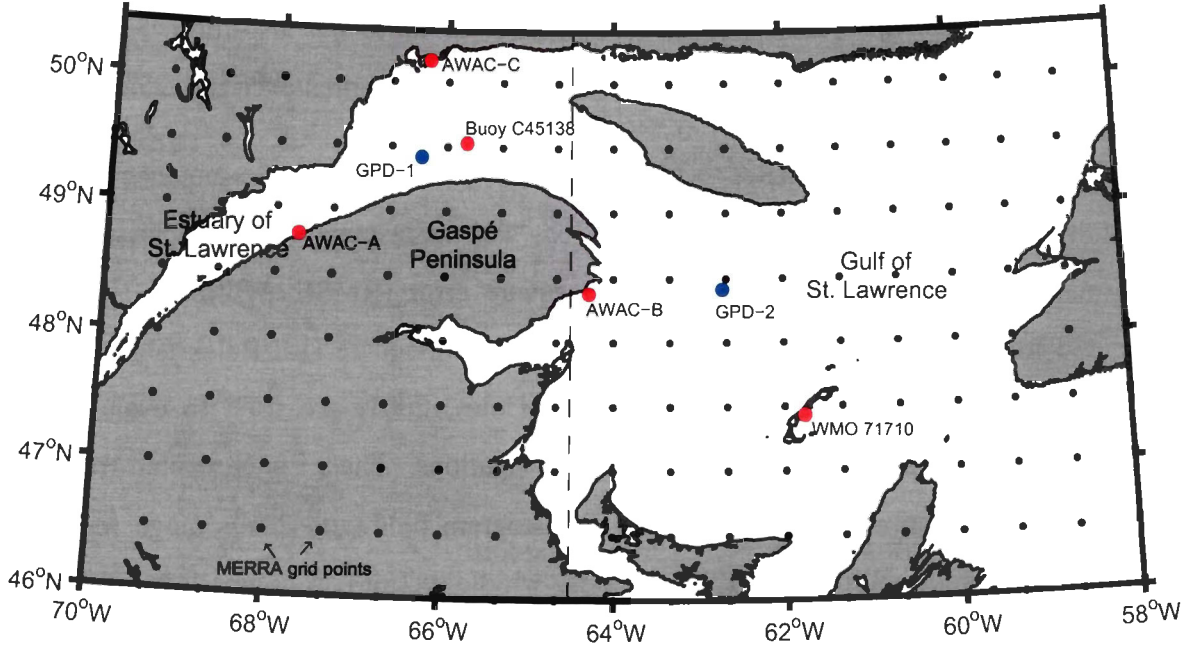 50°N
AWAC-C
Buoy C45138
GPD-1
49°N
Estuary of
St. Lawrence
AWAC-A
Gaspé
Peninsula
Gulf of
St. Lawrence
48°N
AWAC-B
GPD-2
WMO 71710
47°N
MERRA grid points
46°N
70°W
68°W
66°W
64°W
62°W
60°W
58°W